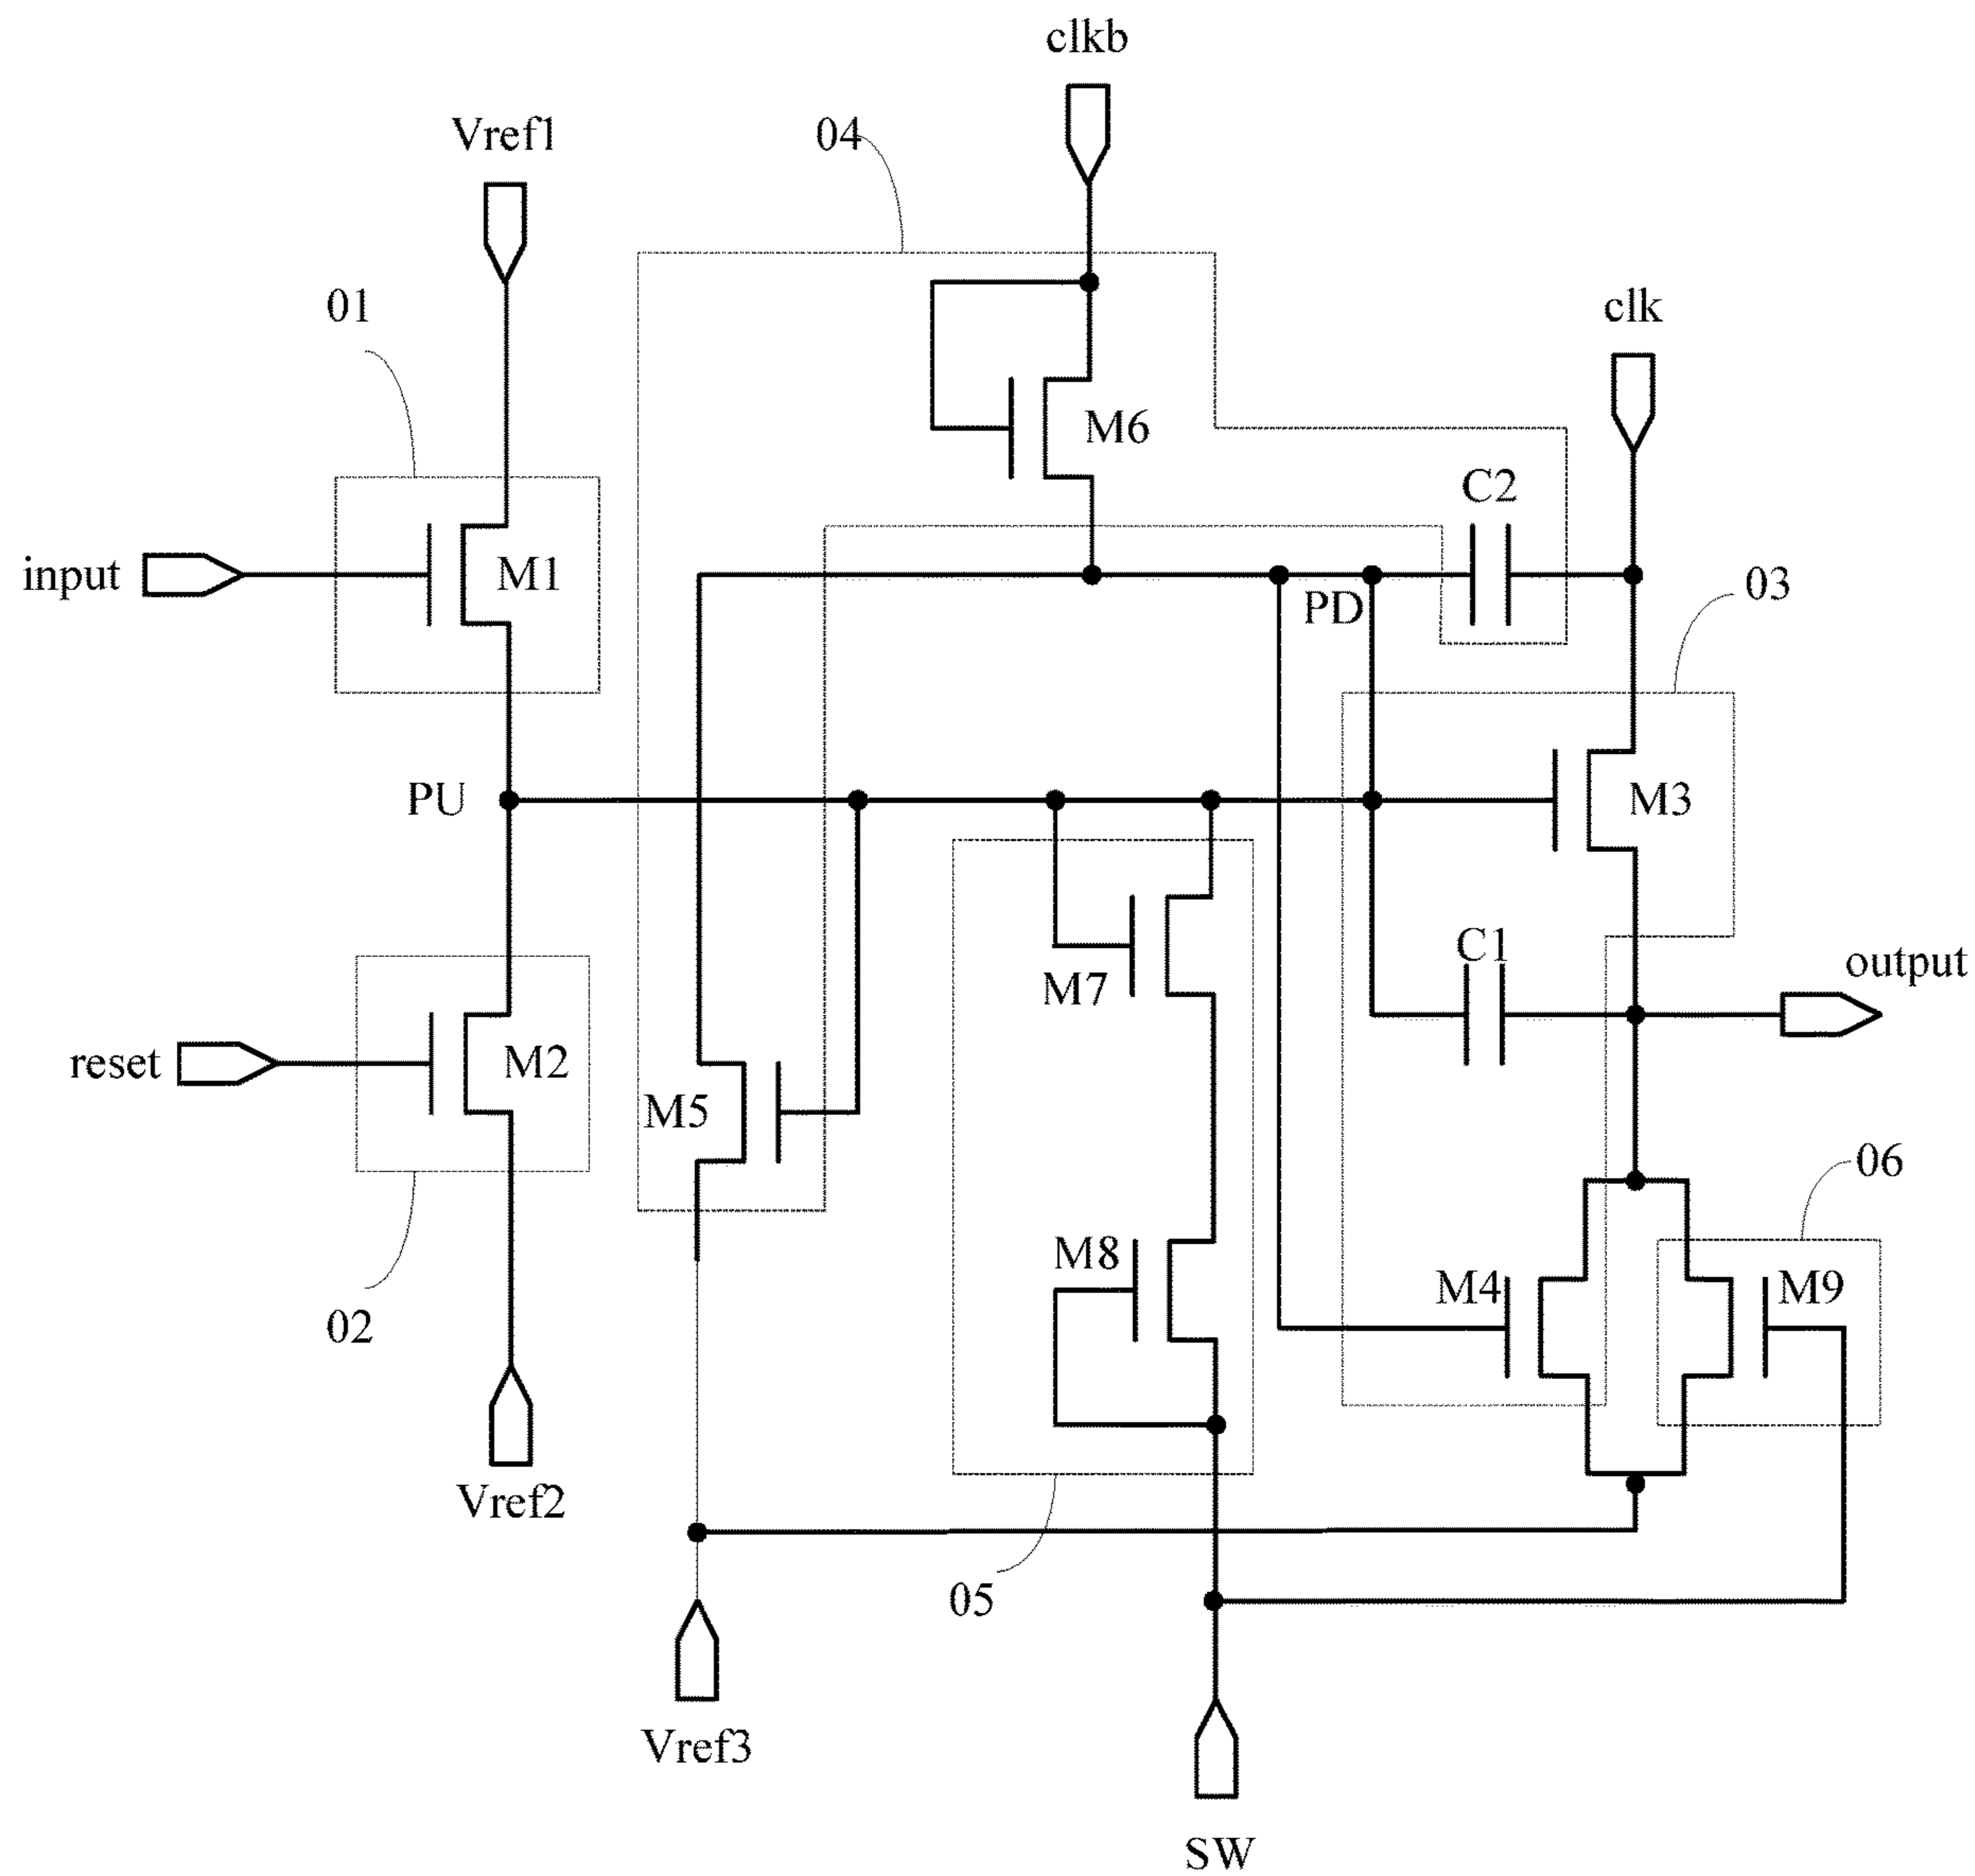 clkb
Vref1
04
01
clk
M6
C2
input
M1
PD
03
PU
M3
M7
C1
output
reset
M2
M5
06
M8
M4
M9
02
Vref2
05
Vref3
SW